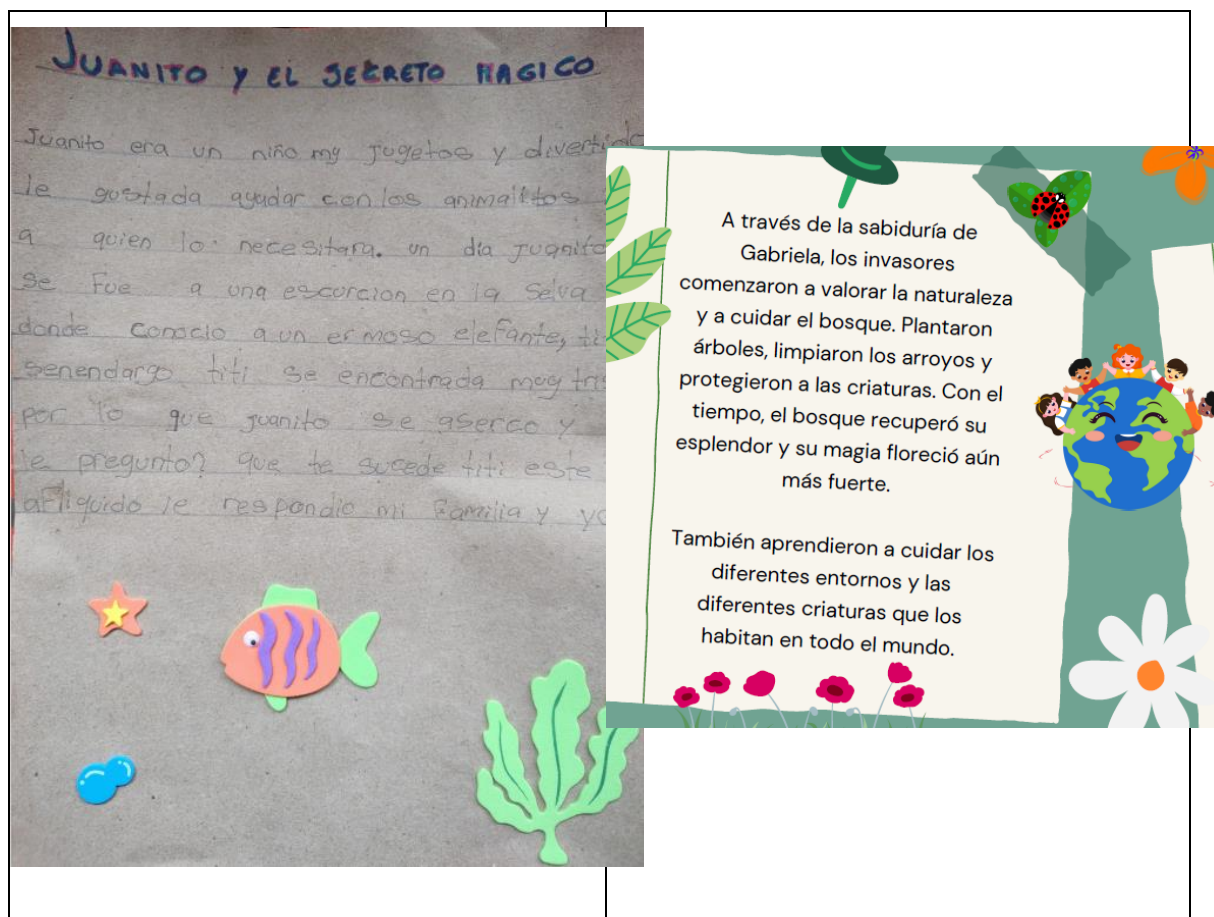 JUANITO Y EL SECRETO MAGICO
Juanito era un niño my jugetos y
le gustada ayudar con los animalitos
a quien lo necesitara. un día Juanito
se Fue a una escurcion en la Selva
donde conocio a un ermoso elefante,
senendargo titi se encontrada muy
por lo que juanito se aserco y
le pregunto? que te sucede titi este
afliguido le respondio mi Familia y
A través de la sabiduría de
Gabriela, los invasores
comenzaron a valorar la naturaleza
y a cuidar el bosque. Plantaron
árboles, limpiaron los arroyos y
protegieron a las criaturas. Con el
tiempo, el bosque recuperó su
esplendor y su magia floreció aún
más fuerte.
También aprendieron a cuidar los
diferentes entornos y las
diferentes criaturas que los
habitan en todo el mundo.